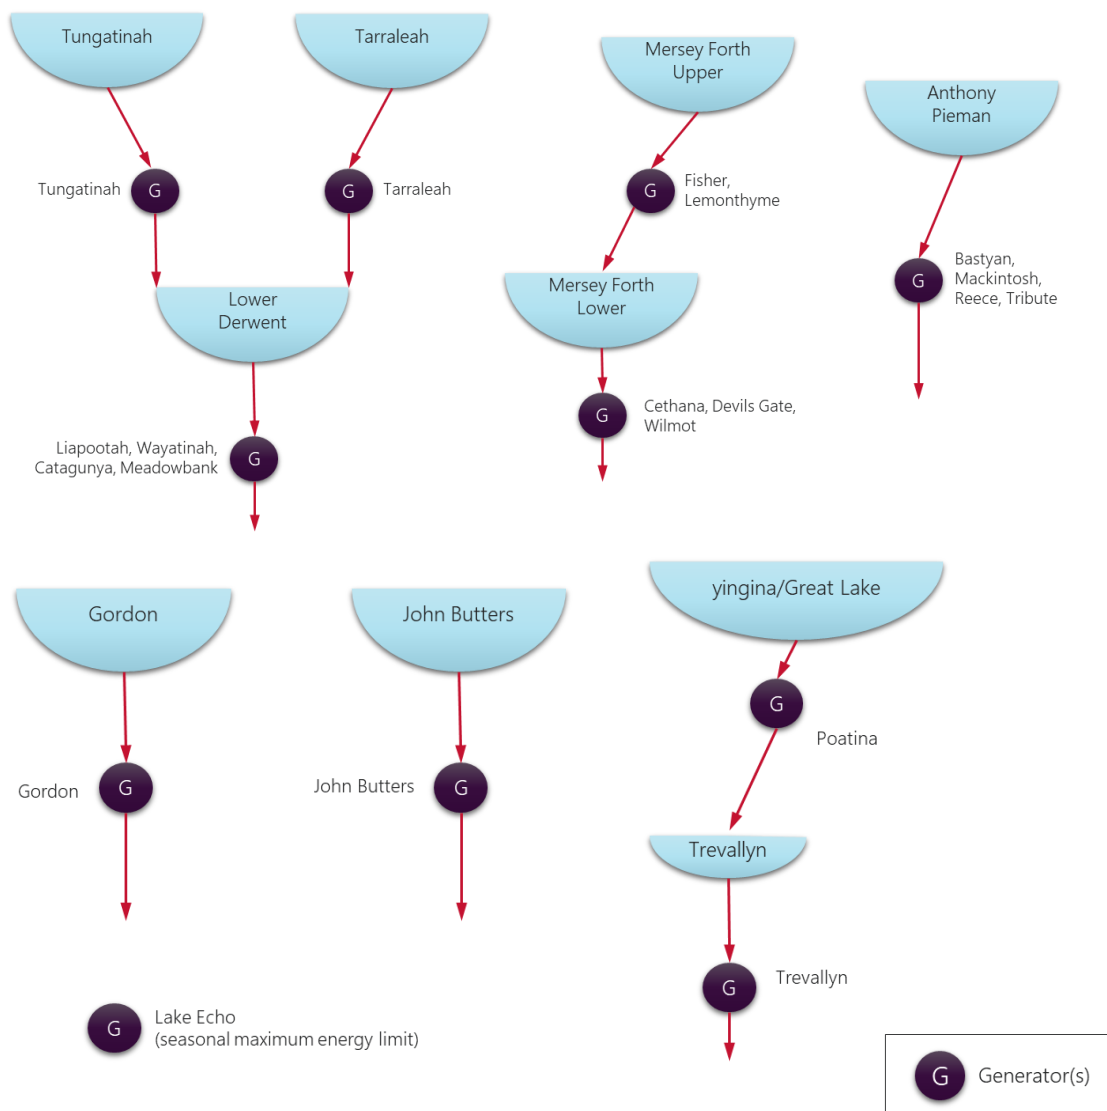 Tungatinah
Tarraleah
Mersey Forth
Upper
Anthony
Pieman
Tungatinah
G
G
Tarraleah
G
Fisher,
Lemonthyme
G
Bastyan,
Mackintosh,
Reece, Tribute
Lower
Derwent
Mersey Forth
Lower
Liapootah, Wayatinah,
Catagunya, Meadowbank
G
G
Cethana, Devils Gate,
Wilmot
Gordon
John Butters
yingina/Great Lake
Gordon
G
John Butters
G
G
Poatina
Trevallyn
G
Trevallyn
G
Lake Echo
(seasonal maximum energy limit)
G
Generator(s)